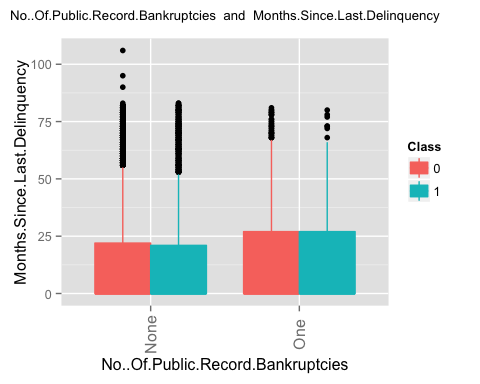 No..Of.Public.Record.Bankruptcies and Months.Since.Last.Delinquency
Months.Since.Last.Delinquency
100
75
50
25
0
None
One
No..Of.Public.Record.Bankruptcies
Class
0
1